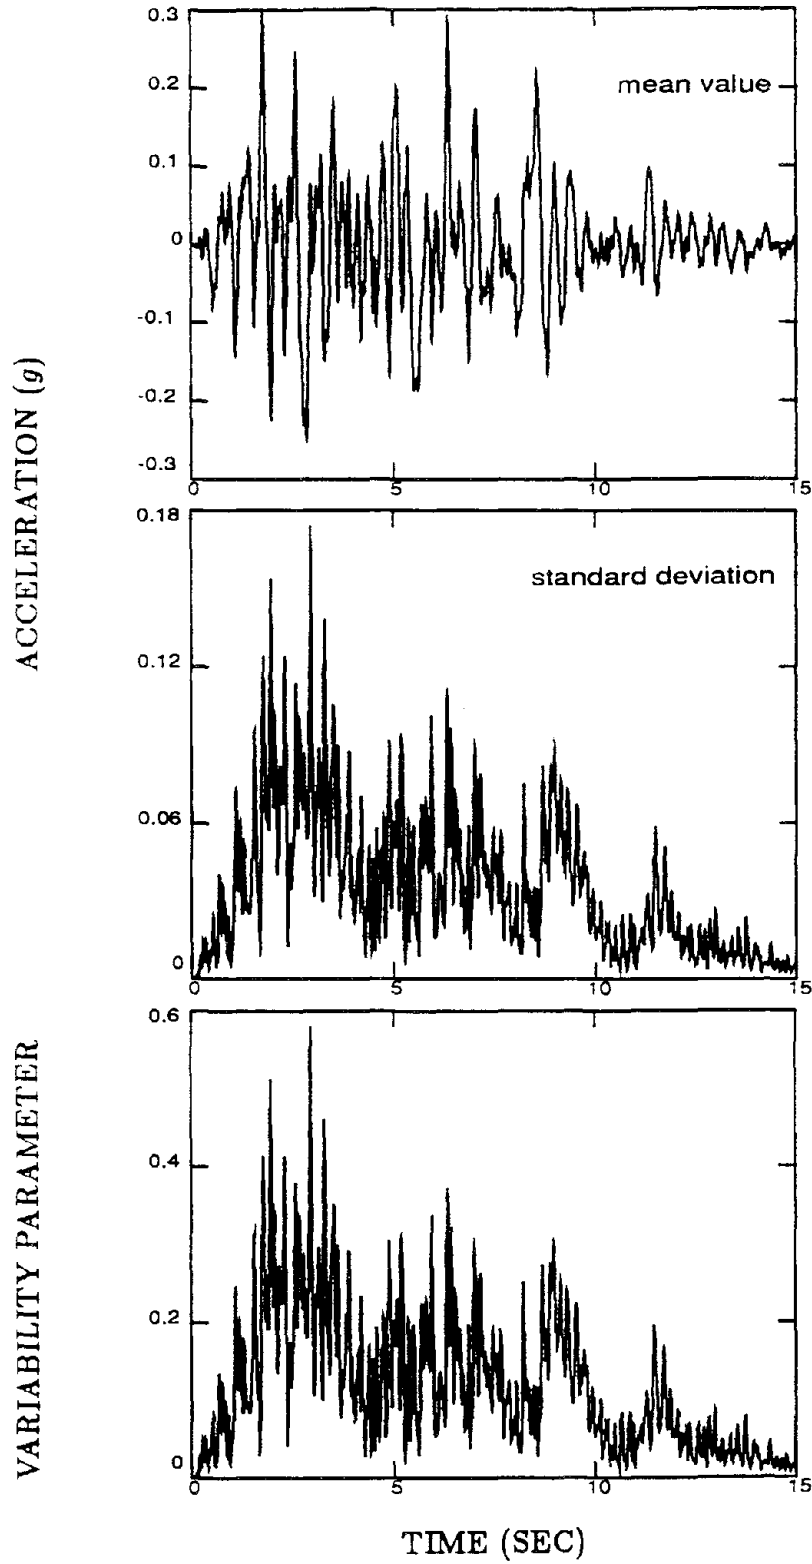 0.3
0.2
mean value
0.1
0
-0.1
-0.2
-0.3
0 5 10 15
ACCELERATION (g)
0.18
standard deviation
0.12
0.06
0
0 5 10 15
0.6
0.4
0.2
0
0 5 10 15
VARIABILITY PARAMETER
TIME (SEC)